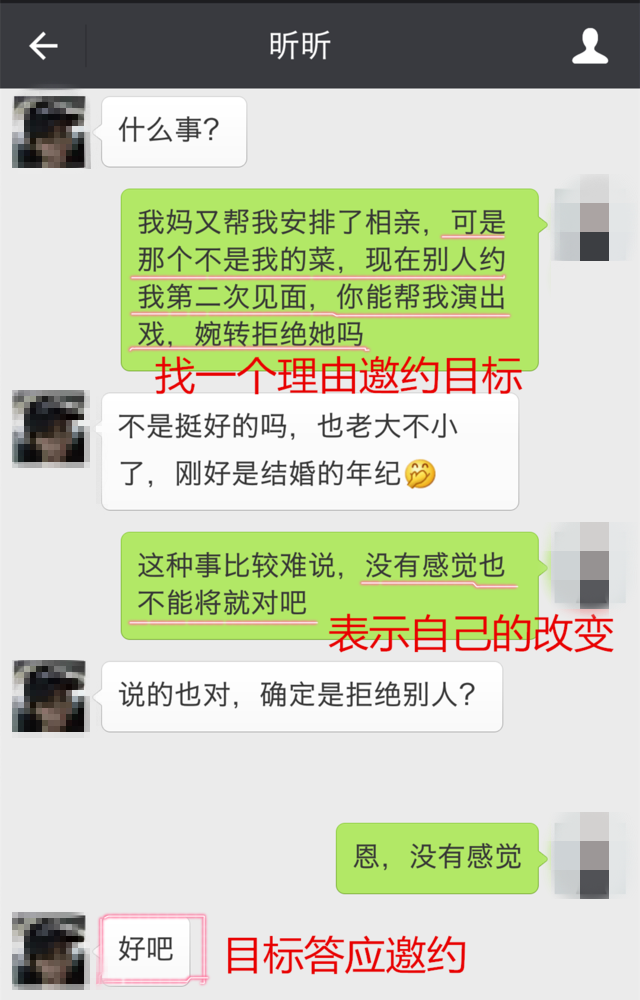 昕昕
什么事？
我妈又帮我安排了相亲，可是
那个不是我的菜，现在别人约
我第二次见面，你能帮我演出
戏，婉转拒绝她吗
找一个理由邀约目标
不是挺好的吗，也老大不小
了，刚好是结婚的年纪🤭
这种事比较难说，没有感觉也
不能将就对吧
表示自己的改变
说的也对，确定是拒绝别人？
恩，没有感觉
好吧
目标答应邀约